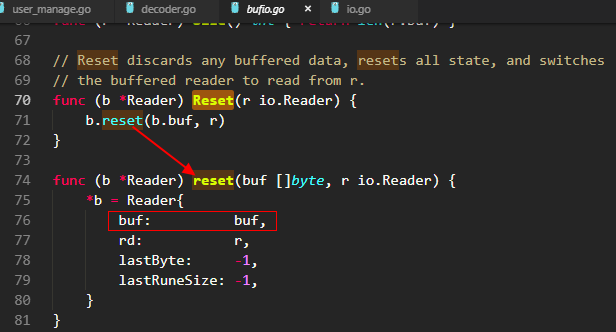 user_manage.go decoder.go bufio.go × io.go
67
68 // Reset discards any buffered data, resets all state, and switches
69 // the buffered reader to read from r.
70 func (b *Reader) Reset(r io.Reader) {
71 b.reset(b.buf, r)
72 }
73
74 func (b *Reader) reset(buf []byte, r io.Reader) {
75 *b = Reader{
76 buf: buf,
77 rd: r,
78 lastByte: -1,
79 lastRuneSize: -1,
80 }
81 }